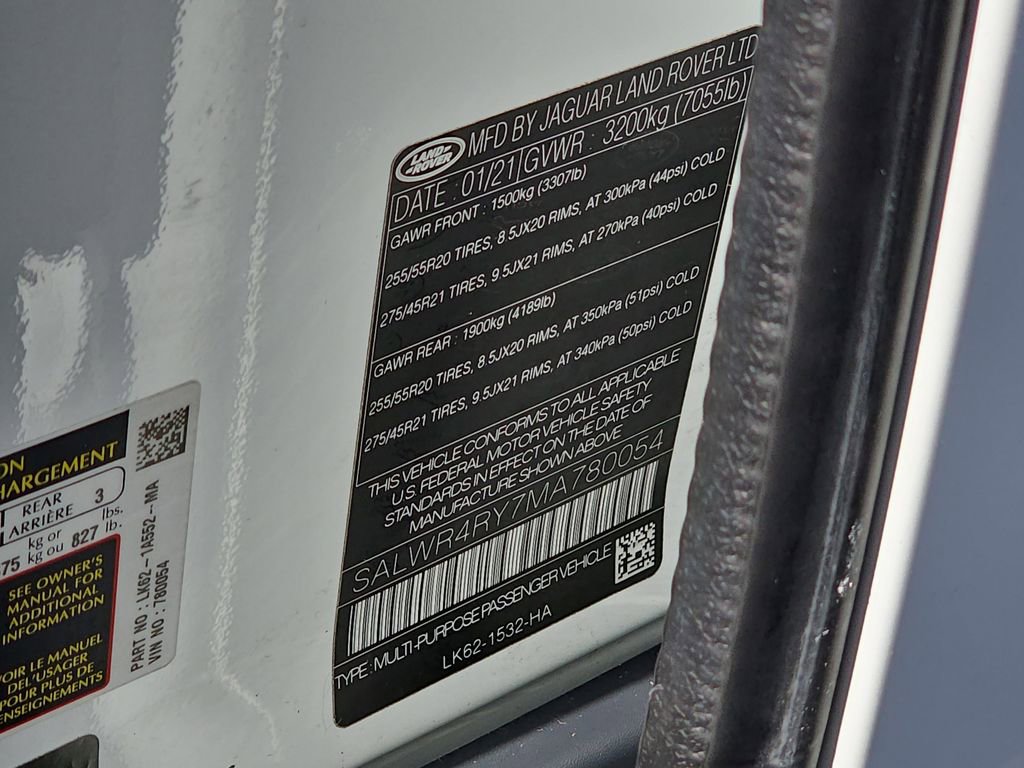 LAND ROVER
MFD BY JAGUAR LAND ROVER LTD
DATE : 01/21 GVWR : 3200kg (7055lb)
GAWR FRONT : 1500kg (3307lb)
255/55R20 TIRES, 8.5JX20 RIMS, AT 300kPa (44psi) COLD
275/45R21 TIRES, 9.5JX21 RIMS, AT 270kPa (40psi) COLD
GAWR REAR : 1900kg (4189lb)
255/55R20 TIRES, 8.5JX20 RIMS, AT 350kPa (51psi) COLD
275/45R21 TIRES, 9.5JX21 RIMS, AT 340kPa (50psi) COLD
THIS VEHICLE CONFORMS TO ALL APPLICABLE
U.S. FEDERAL MOTOR VEHICLE SAFETY
STANDARDS IN EFFECT ON THE DATE OF
MANUFACTURE SHOWN ABOVE
SALWR4RY7MA780054
TYPE: MULTI-PURPOSE PASSENGER VEHICLE
LK62-1532-HA
REAR 3
ARRIÈRE
kg or 827 lbs.
kg ou lb.
SEE OWNER'S
MANUAL FOR
ADDITIONAL
INFORMATION
LE MANUEL
DE L'USAGER
POUR PLUS DE
PART NO : LK62-1A552-MA
VIN NO : 780054